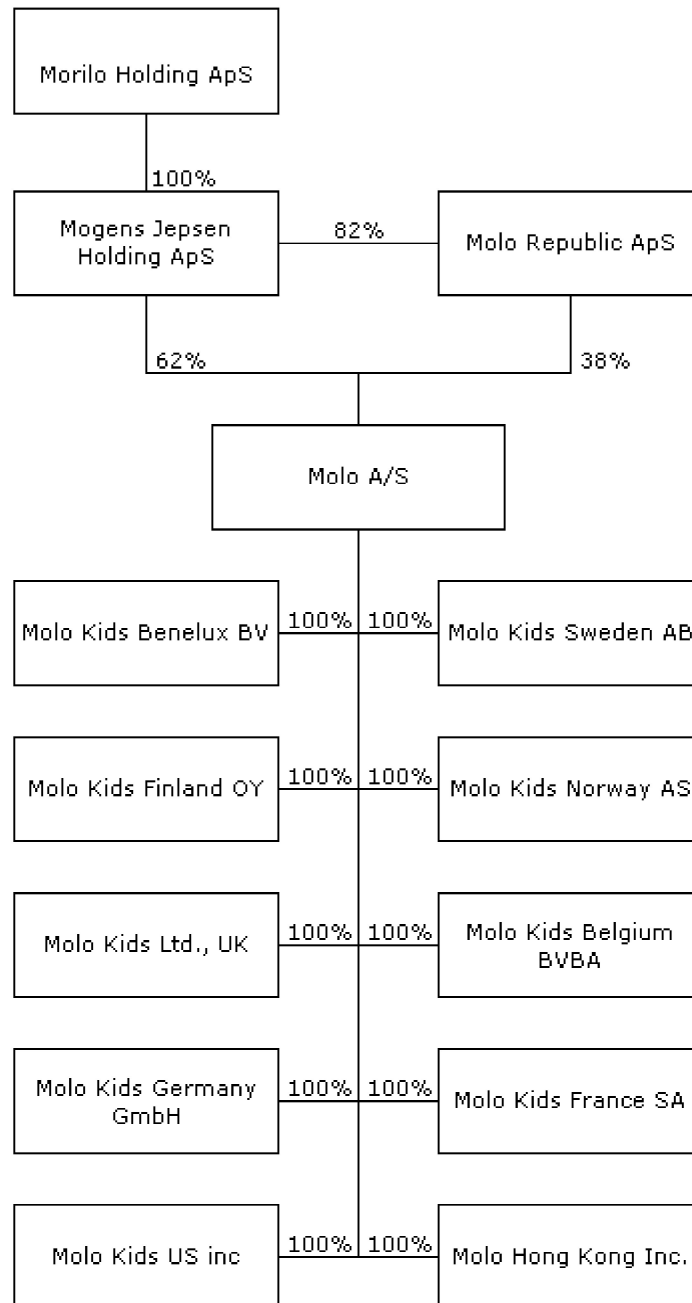 Morilo Holding ApS
100%
Mogens Jepsen
Holding ApS
82%
Molo Republic ApS
62%
38%
Molo A/S
Molo Kids Benelux BV
100%
100%
Molo Kids Sweden AB
Molo Kids Finland OY
100%
100%
Molo Kids Norway AS
Molo Kids Ltd., UK
100%
100%
Molo Kids Belgium
BVBA
Molo Kids Germany
GmbH
100%
100%
Molo Kids France SA
Molo Kids US inc
100%
100%
Molo Hong Kong Inc.